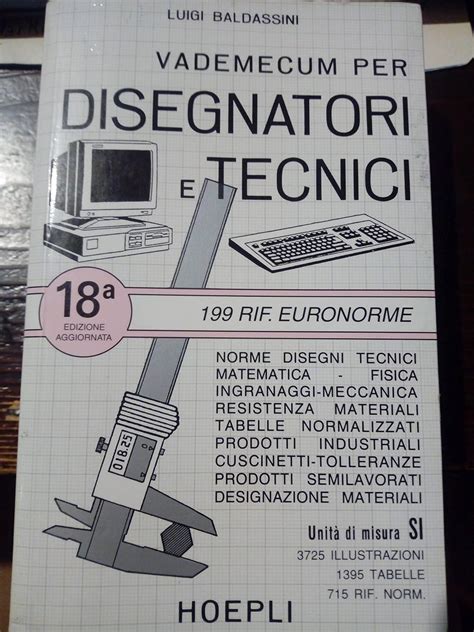 LUIGI BALDASSINI
VADEMECUM PER
DISEGNATORI
E TECNICI
18ª
EDIZIONE
AGGIORNATA
199 RIF. EURONORME
NORME DISEGNI TECNICI
MATEMATICA - FISICA
INGRANAGGI-MECCANICA
RESISTENZA MATERIALI
TABELLE NORMALIZZATI
PRODOTTI INDUSTRIALI
CUSCINETTI-TOLLERANZE
PRODOTTI SEMILAVORATI
DESIGNAZIONE MATERIALI
018.25
Unità di misura SI
3725 ILLUSTRAZIONI
1395 TABELLE
715 RIF. NORM.
HOEPLI